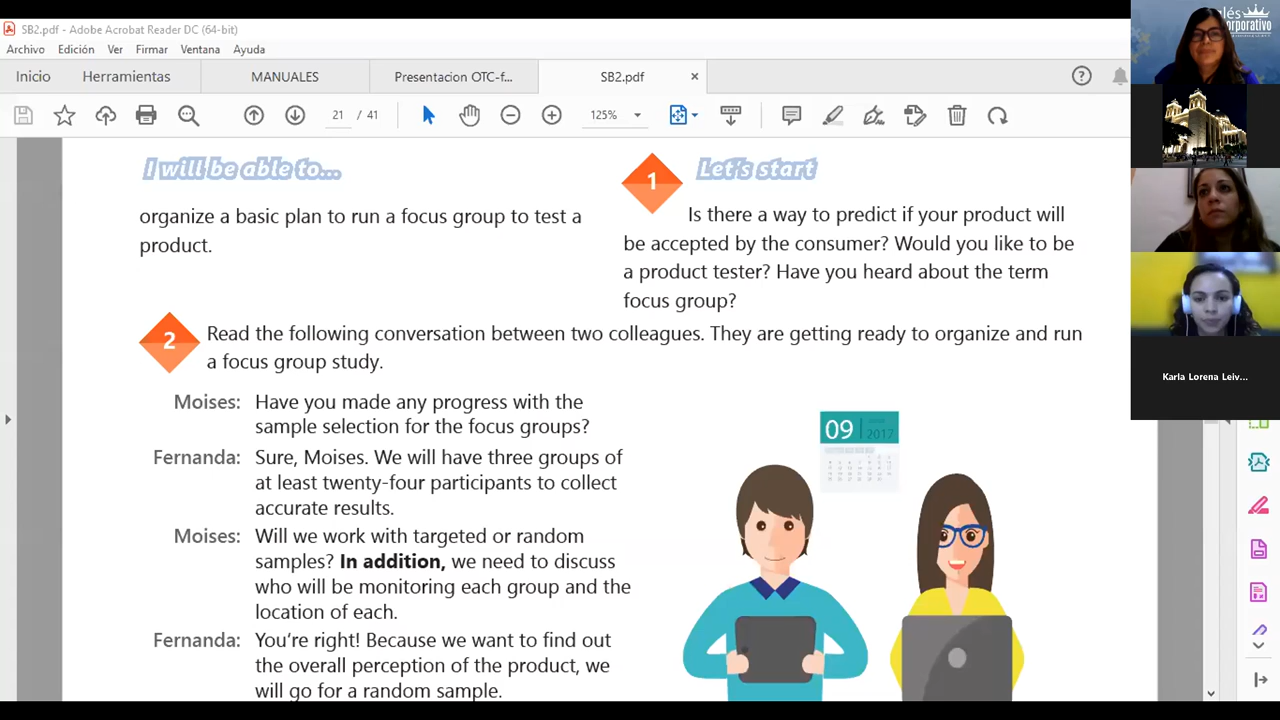 SB2.pdf - Adobe Acrobat Reader DC (64-bit)
Archivo Edición Ver Firmar Ventana Ayuda
Inicio Herramientas MANUALES Presentacion OTC-f... SB2.pdf ×
21 / 41 125%
I will be able to...
organize a basic plan to run a focus group to test a
product.
1 Let's start
Is there a way to predict if your product will
be accepted by the consumer? Would you like to be
a product tester? Have you heard about the term
focus group?
2 Read the following conversation between two colleagues. They are getting ready to organize and run
a focus group study.
Moises: Have you made any progress with the
sample selection for the focus groups?
Fernanda: Sure, Moises. We will have three groups of
at least twenty-four participants to collect
accurate results.
Moises: Will we work with targeted or random
samples? In addition, we need to discuss
who will be monitoring each group and the
location of each.
Fernanda: You're right! Because we want to find out
the overall perception of the product, we
will go for a random sample.
09 2017
Karla Lorena Leiv...